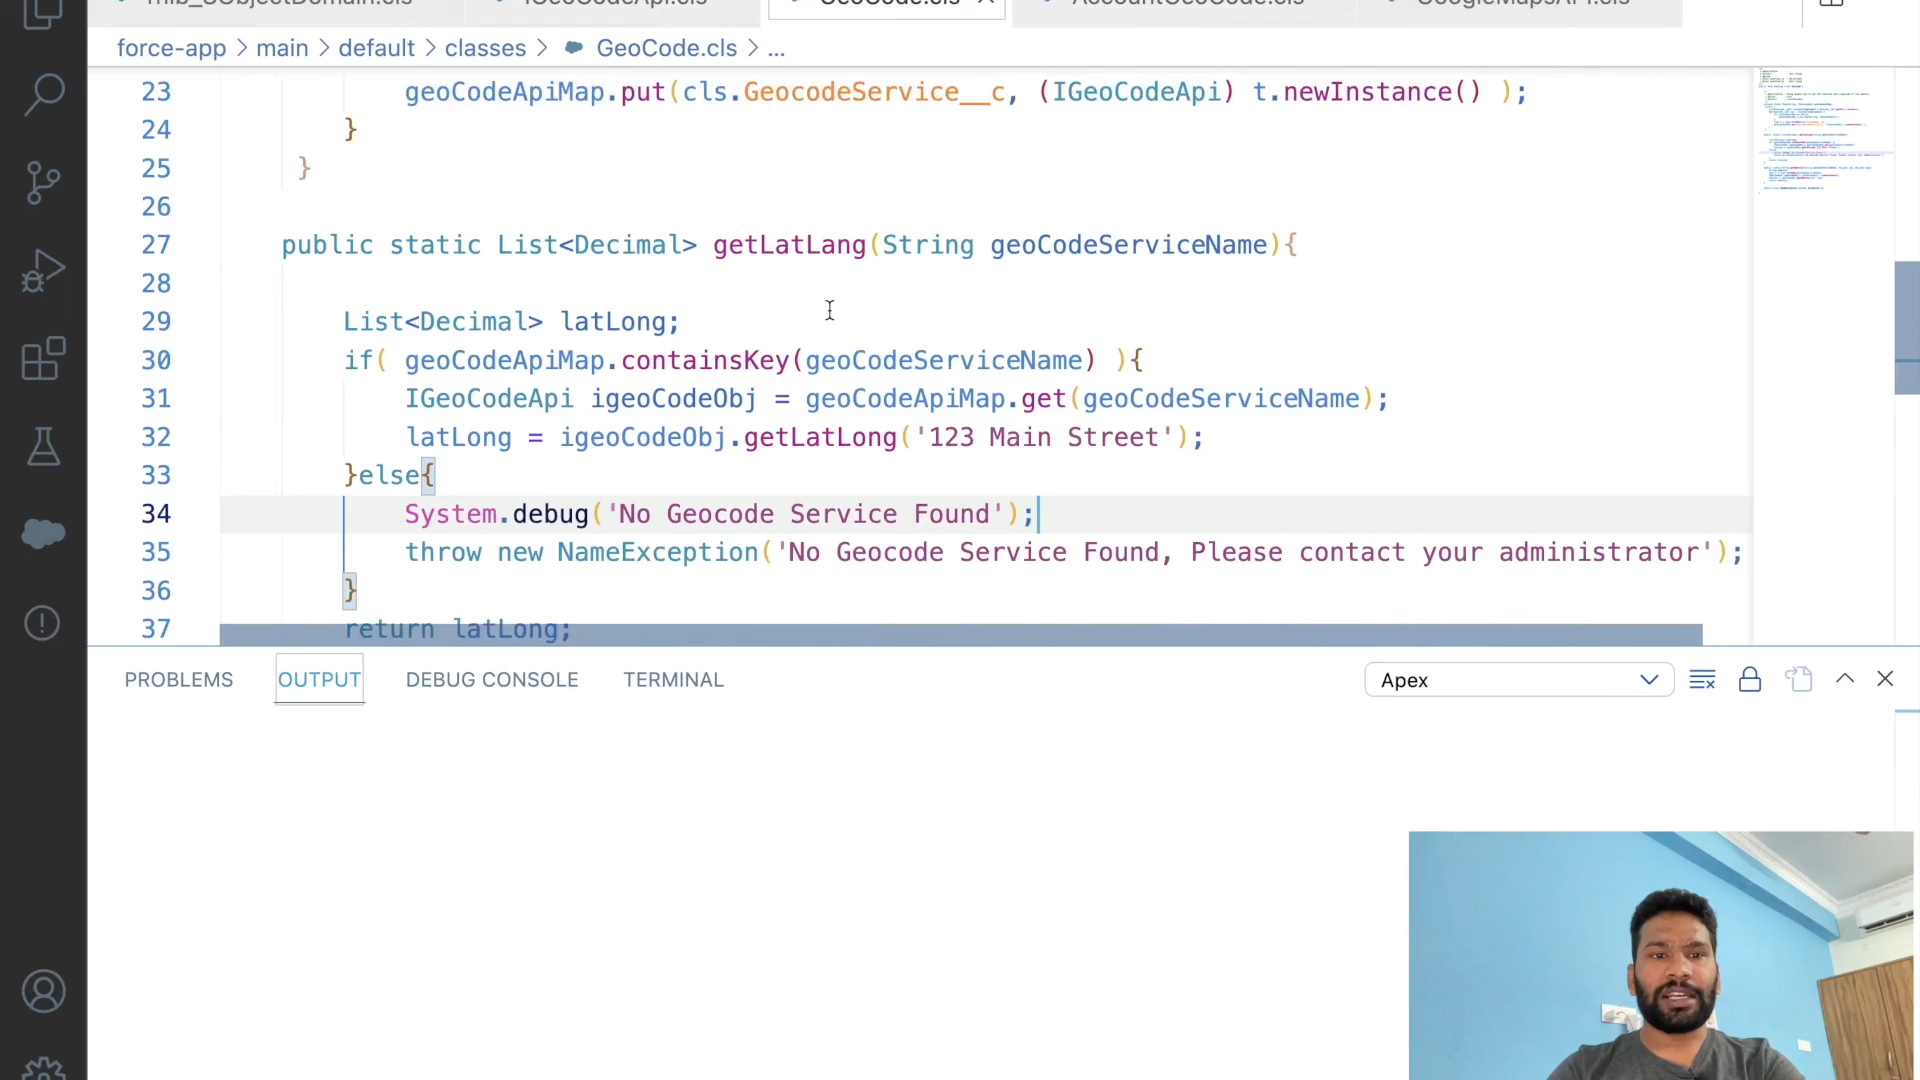 GeoCode.cls
force-app > main > default > classes > GeoCode.cls > ...
23 geoCodeApiMap.put(cls.GeocodeService__c, (IGeoCodeApi) t.newInstance() );
24 }
25 }
26
27 public static List<Decimal> getLatLang(String geoCodeServiceName){
28
29 List<Decimal> latLong;
30 if( geoCodeApiMap.containsKey(geoCodeServiceName) ){
31 IGeoCodeApi igeoCodeObj = geoCodeApiMap.get(geoCodeServiceName);
32 latLong = igeoCodeObj.getLatLong('123 Main Street');
33 }else{
34 System.debug('No Geocode Service Found');
35 throw new NameException('No Geocode Service Found, Please contact your administrator');
36 }
37 return latLong;
PROBLEMS OUTPUT DEBUG CONSOLE TERMINAL Apex